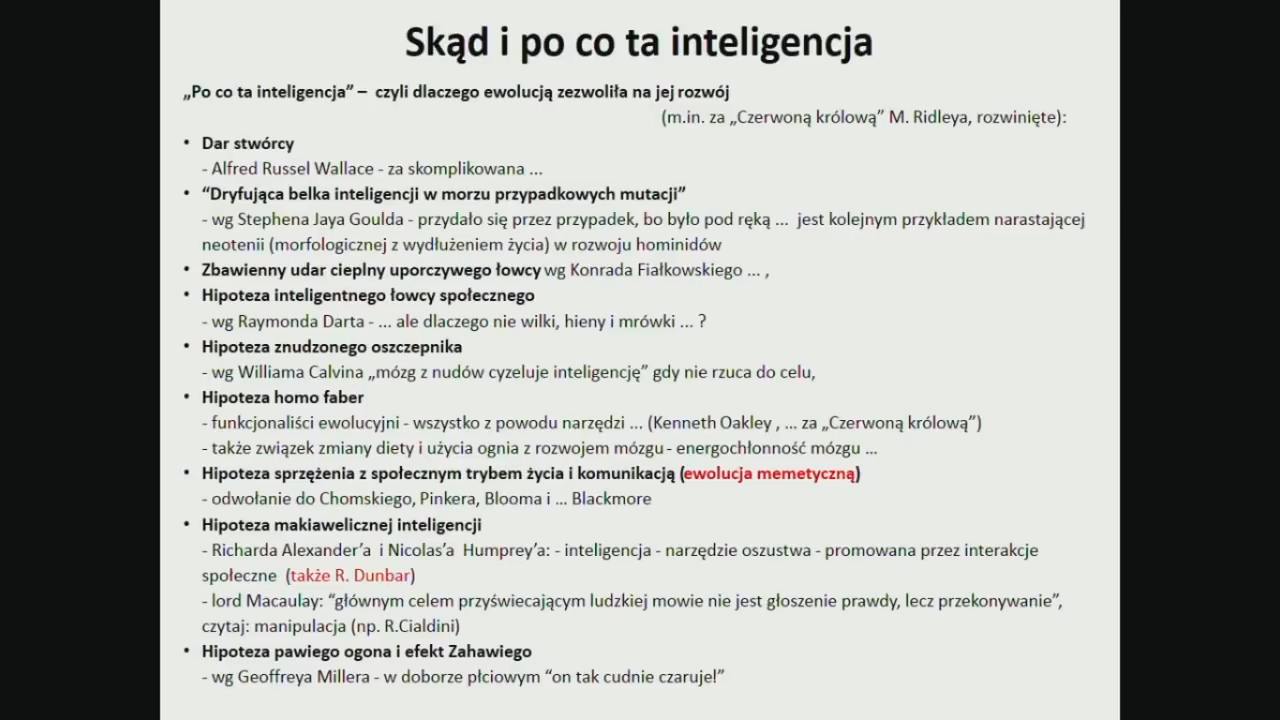 Skąd i po co ta inteligencja
„Po co ta inteligencja” – czyli dlaczego ewolucją zezwoliła na jej rozwój
(m.in. za „Czerwoną królową” M. Ridleya, rozwinięte):
• Dar stwórcy
- Alfred Russel Wallace - za skomplikowana ...
• “Dryfująca belka inteligencji w morzu przypadkowych mutacji”
- wg Stephena Jaya Goulda - przydało się przez przypadek, bo było pod ręką ... jest kolejnym przykładem narastającej
neotenii (morfologicznej z wydłużeniem życia) w rozwoju hominidów
• Zbawienny udar cieplny uporczywego łowcy wg Konrada Fiałkowskiego ... ,
• Hipoteza inteligentnego łowcy społecznego
- wg Raymonda Darta - ... ale dlaczego nie wilki, hieny i mrówki ... ?
• Hipoteza znudzonego oszczepnika
- wg Williama Calvina „mózg z nudów cyzeluje inteligencję” gdy nie rzuca do celu,
• Hipoteza homo faber
- funkcjonaliści ewolucyjni - wszystko z powodu narzędzi ... (Kenneth Oakley , ... za „Czerwoną królową”)
- także związek zmiany diety i użycia ognia z rozwojem mózgu - energochłonność mózgu ...
• Hipoteza sprzężenia z społecznym trybem życia i komunikacją (ewolucja memetyczną)
- odwołanie do Chomskiego, Pinkera, Blooma i ... Blackmore
• Hipoteza makiawelicznej inteligencji
- Richarda Alexander’a i Nicolas’a Humprey’a: - inteligencja - narzędzie oszustwa - promowana przez interakcje
społeczne (także R. Dunbar)
- lord Macaulay: “głównym celem przyświecającym ludzkiej mowie nie jest głoszenie prawdy, lecz przekonywanie”,
czytaj: manipulacja (np. R.Cialdini)
• Hipoteza pawiego ogona i efekt Zahawiego
- wg Geoffreya Millera - w doborze płciowym “on tak cudnie czaruje!”